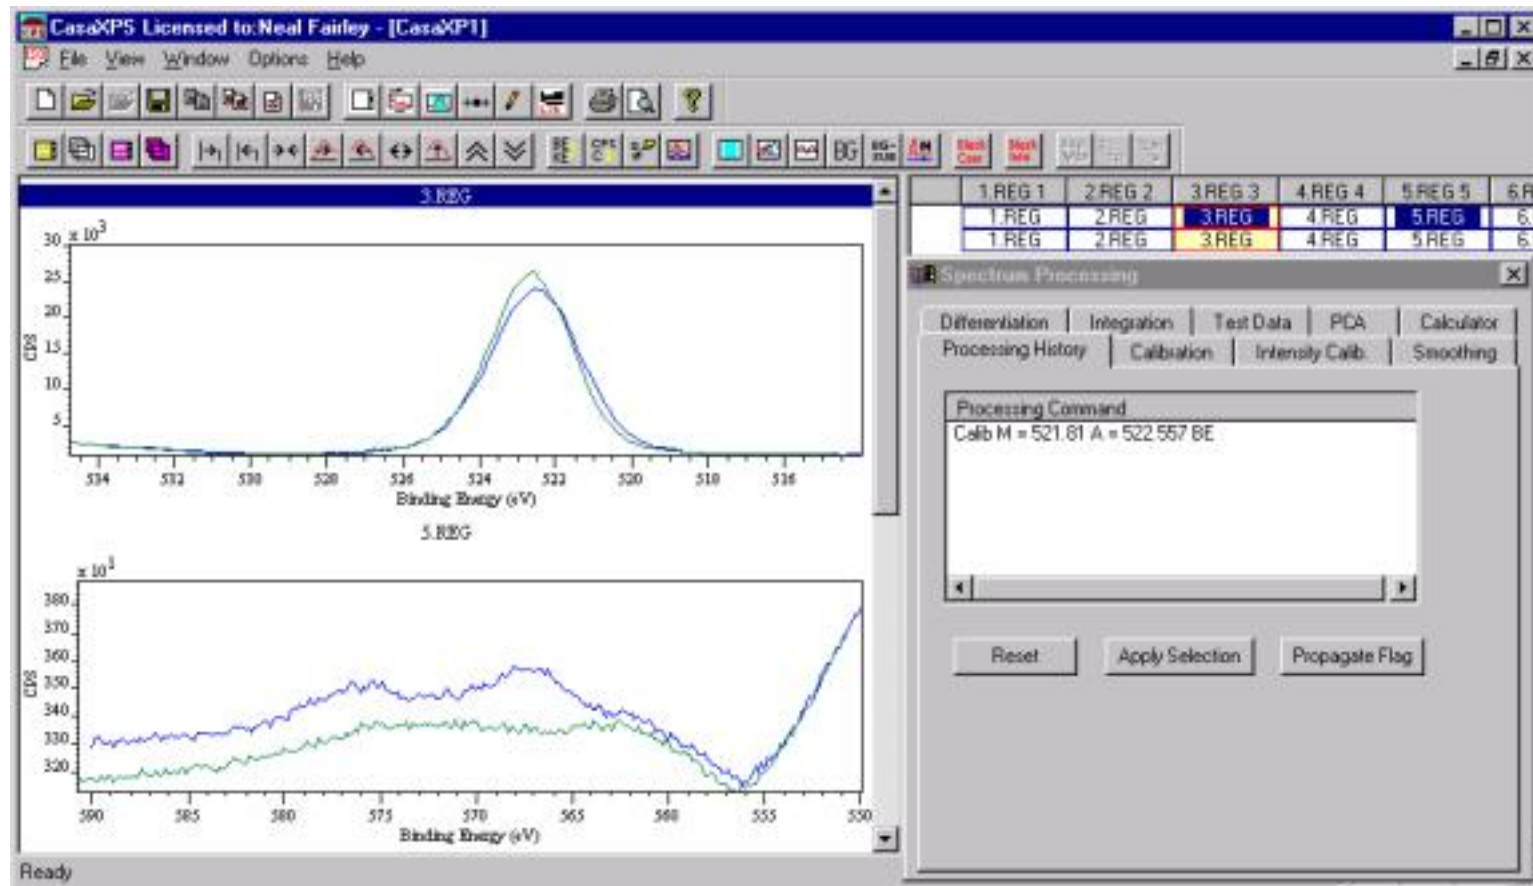 CasaXPS Licensed to:Neal Fairley - [CasaXP1]
File View Window Options Help
BG
3.REG
30 x 10³
25
20
15
10
5
CPS
534 532 530 528 526 524 522 520 518 516
Binding Energy (eV)
5.REG
x 10¹
380
370
360
350
340
330
320
CPS
590 585 580 575 570 565 560 555 550
Binding Energy (eV)
1.REG 1 2.REG 2 3.REG 3 4.REG 4 5.REG 5 6.R
1.REG 2.REG 3.REG 4.REG 5.REG 6.
1.REG 2.REG 3.REG 4.REG 5.REG 6.
Spectrum Processing
Differentiation Integration Test Data PCA Calculator
Processing History Calibration Intensity Calib. Smoothing
Processing Command
Calib M = 521.81 A = 522.557 BE
Reset Apply Selection Propagate Flag
Ready